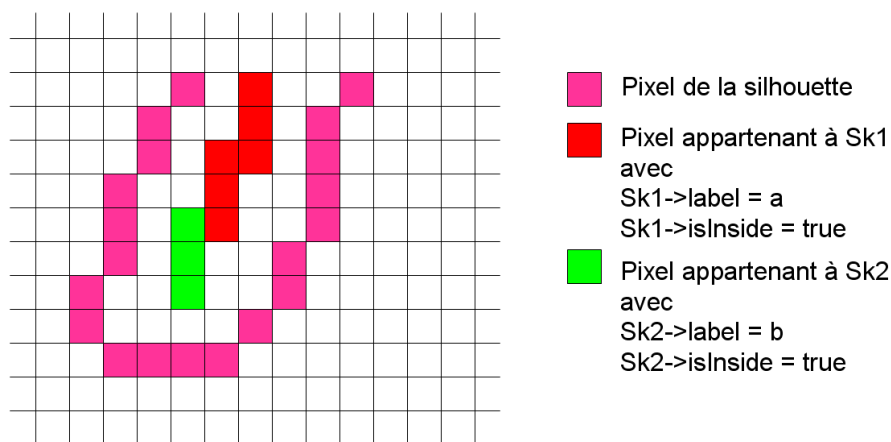 Pixel de la silhouette
Pixel appartenant à Sk1
avec
Sk1->label = a
Sk1->isInside = true
Pixel appartenant à Sk2
avec
Sk2->label = b
Sk2->isInside = true